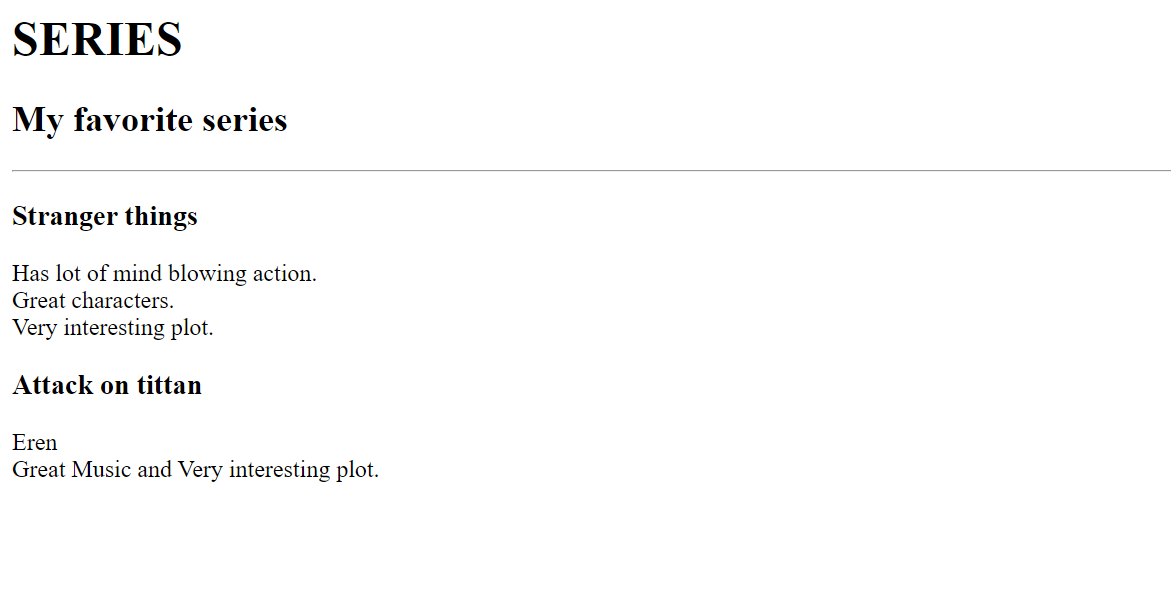 SERIES
My favorite series
Stranger things
Has lot of mind blowing action.
Great characters.
Very interesting plot.
Attack on tittan
Eren
Great Music and Very interesting plot.